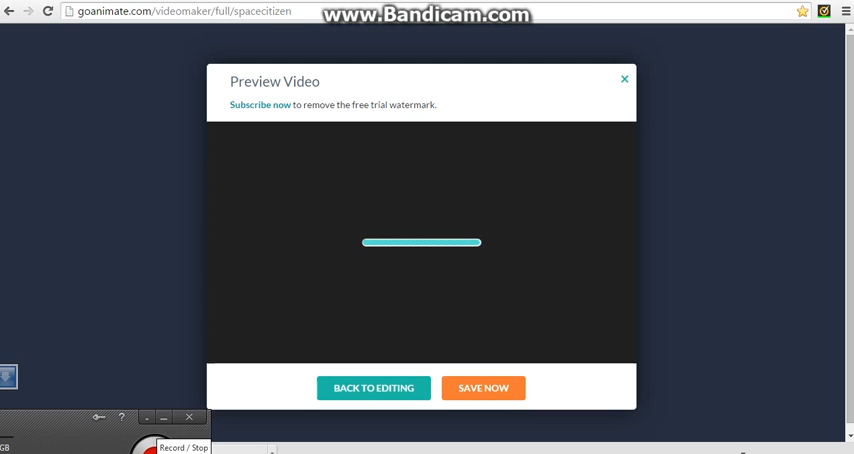 goanimate.com/videomaker/full/spacecitizen
www.Bandicam.com
Preview Video
Subscribe now to remove the free trial watermark.
BACK TO EDITING
SAVE NOW
GB
Record / Stop